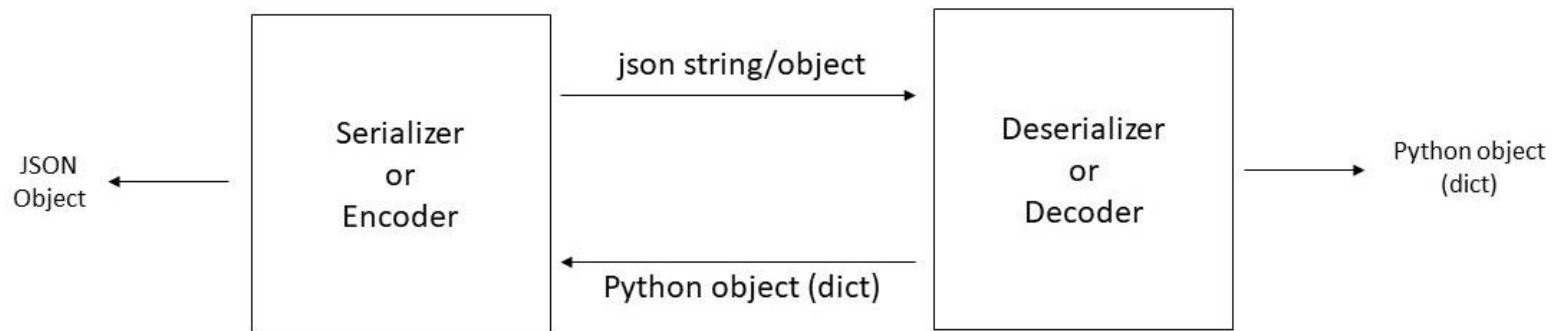 JSON
Object
Serializer
or
Encoder
json string/object
Python object (dict)
Deserializer
or
Decoder
Python object
(dict)